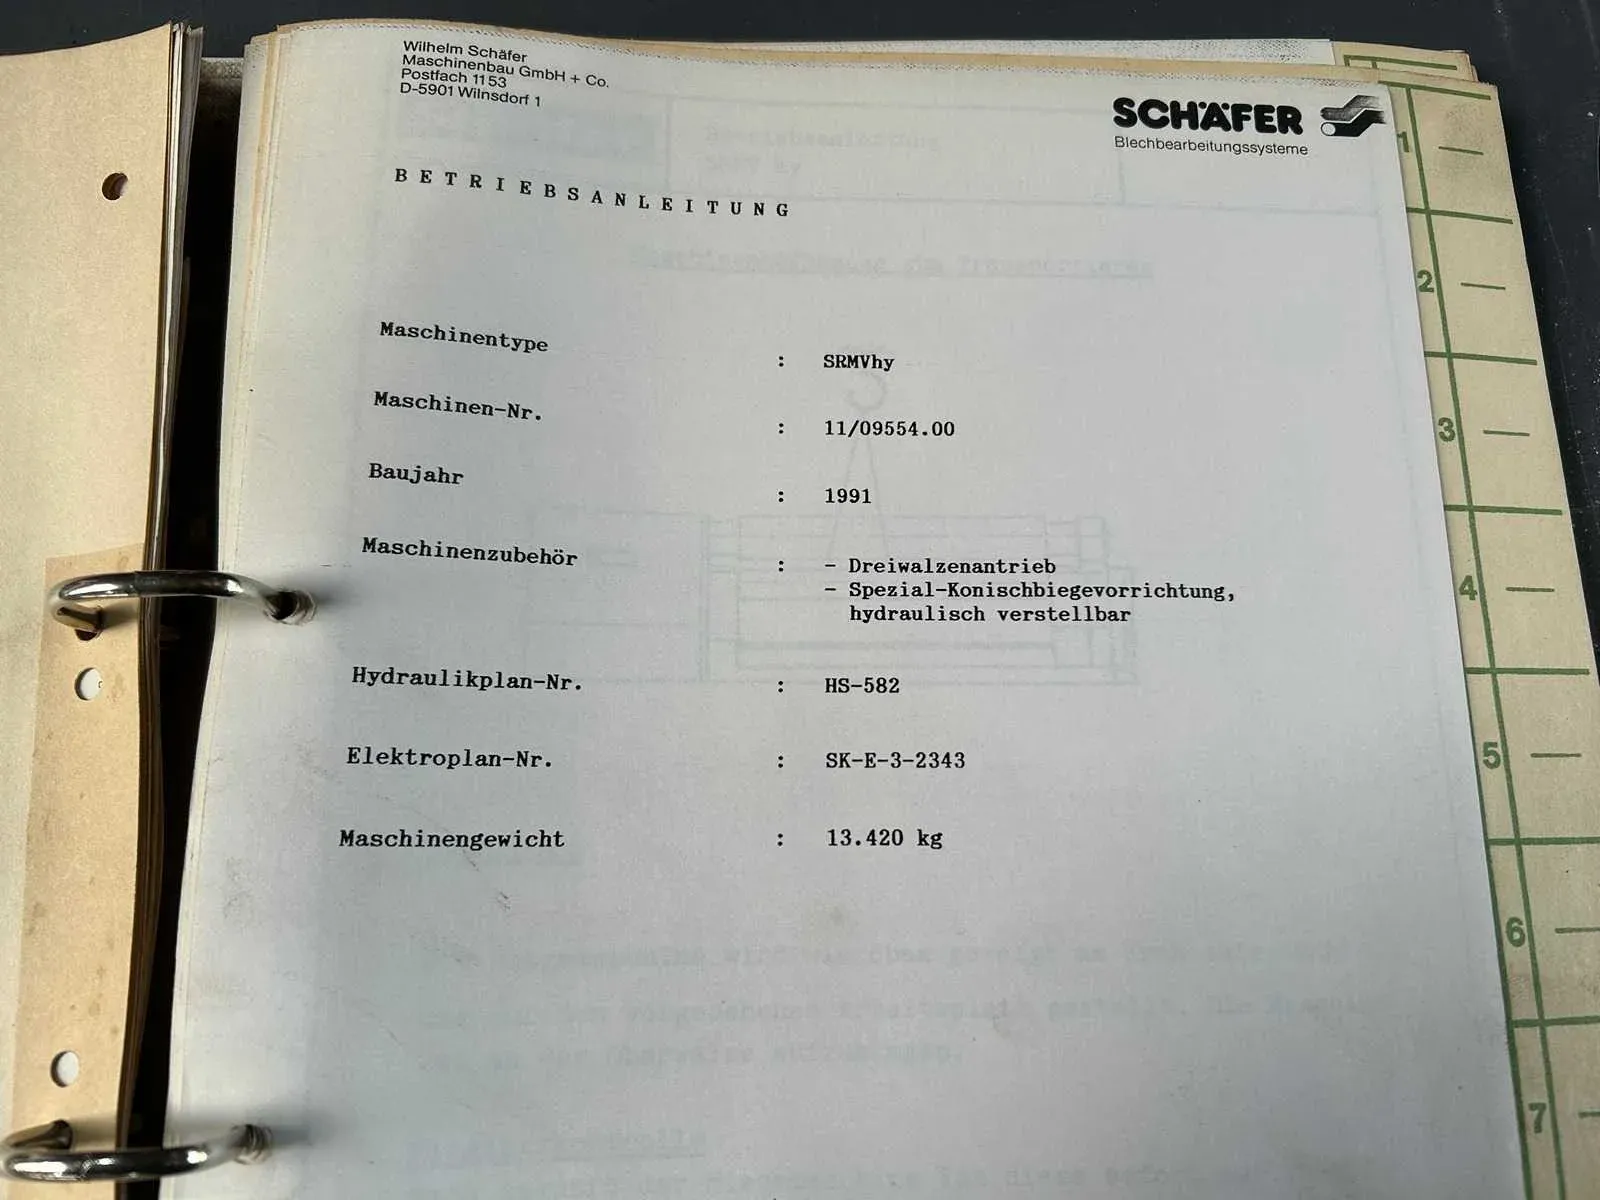 Wilhelm Schäfer
Maschinenbau GmbH + Co.
Postfach 1153
D-5901 Wilnsdorf 1
SCHÄFER
Blechbearbeitungssysteme
BETRIEBSANLEITUNG
Maschinentype : SRMVhy
Maschinen-Nr. : 11/09554.00
Baujahr : 1991
Maschinenzubehör : - Dreiwalzenantrieb
- Spezial-Konischbiegevorrichtung,
hydraulisch verstellbar
Hydraulikplan-Nr. : HS-582
Elektroplan-Nr. : SK-E-3-2343
Maschinengewicht : 13.420 kg
1
2
3
4
5
6
7